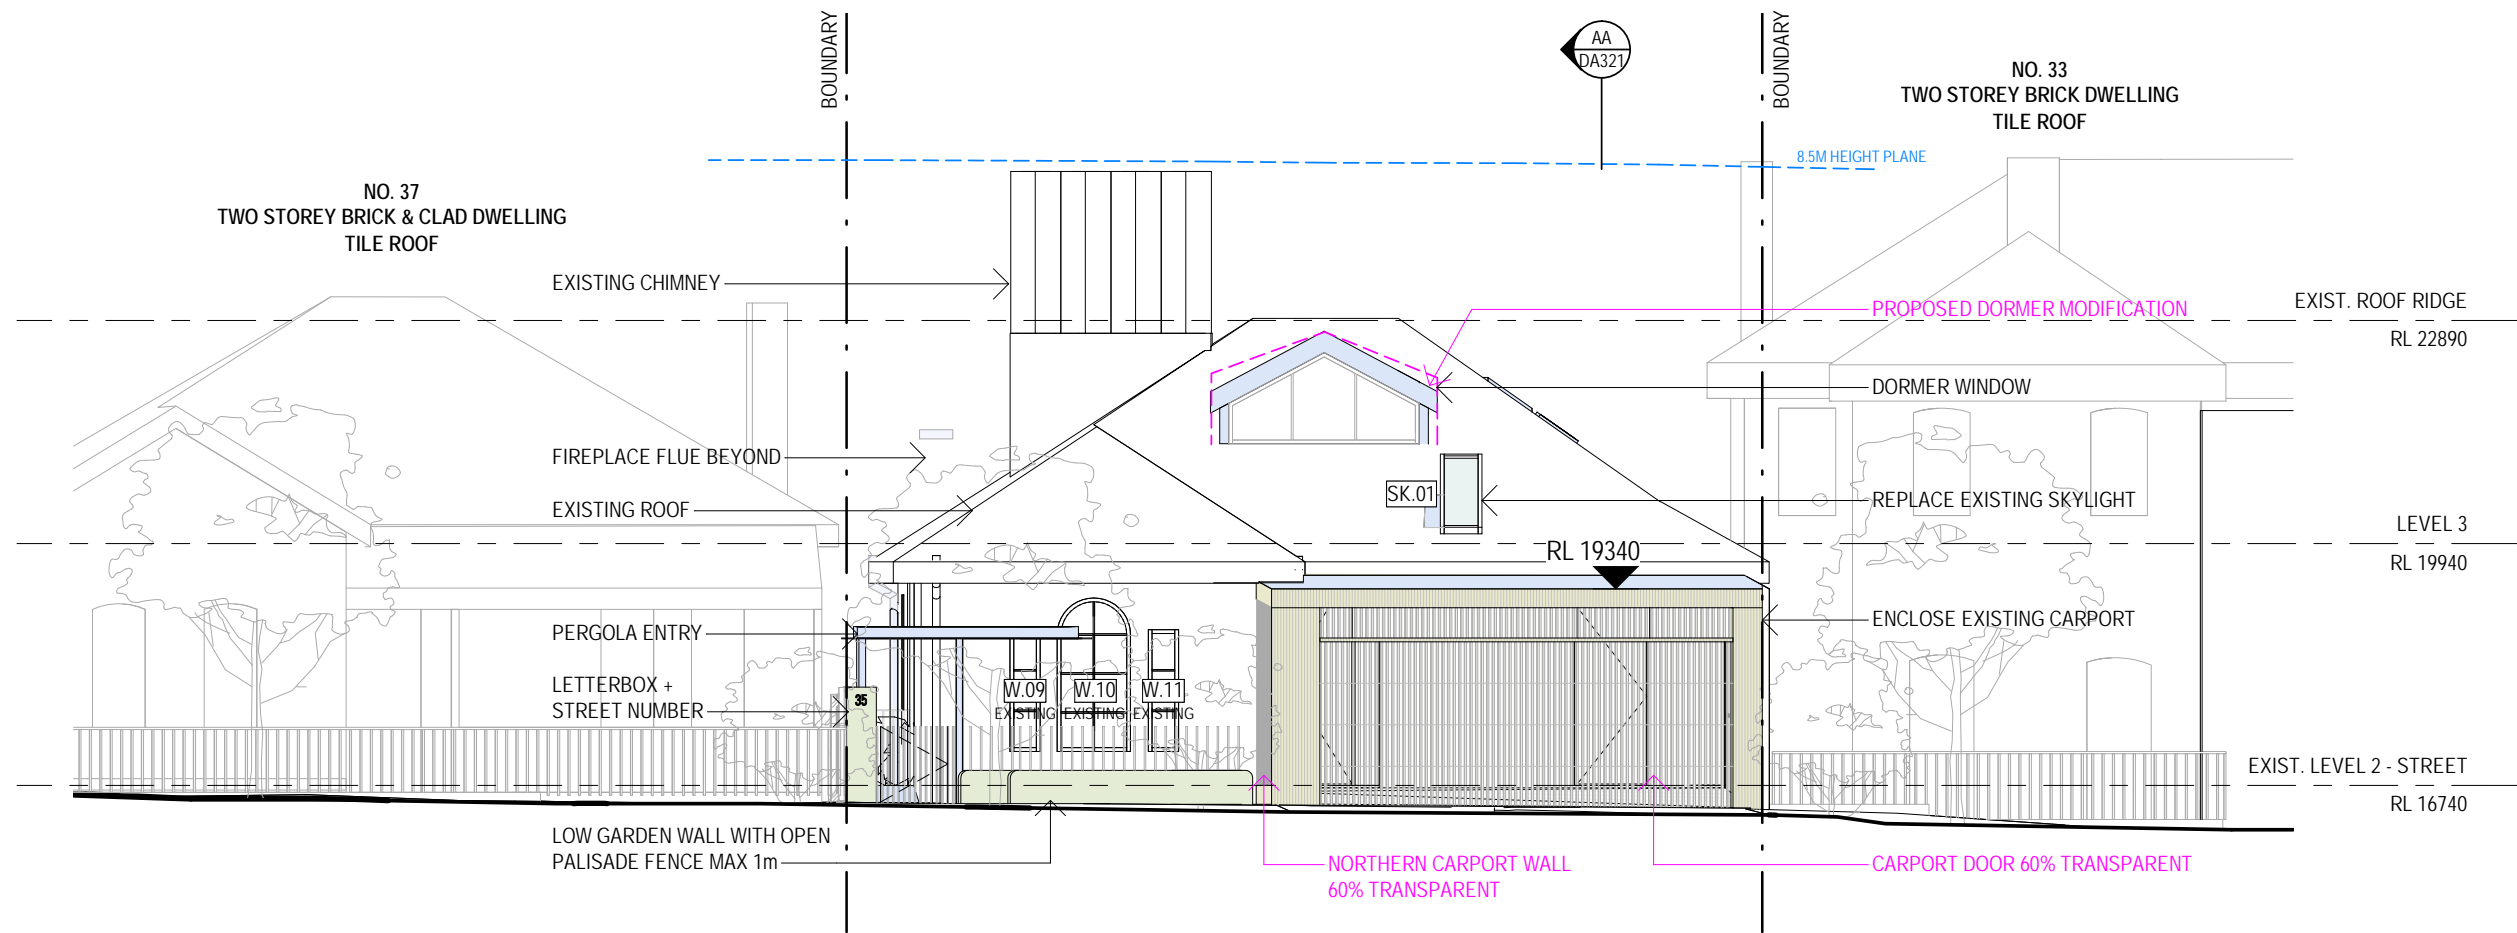 BOUNDARY
AA
DA321
BOUNDARY
NO. 33
TWO STOREY BRICK DWELLING
TILE ROOF
8.5M HEIGHT PLANE
NO. 37
TWO STOREY BRICK & CLAD DWELLING
TILE ROOF
EXISTING CHIMNEY
PROPOSED DORMER MODIFICATION
EXIST. ROOF RIDGE
RL 22890
DORMER WINDOW
FIREPLACE FLUE BEYOND
EXISTING ROOF
SK.01
REPLACE EXISTING SKYLIGHT
LEVEL 3
RL 19940
RL 19340
PERGOLA ENTRY
ENCLOSE EXISTING CARPORT
LETTERBOX +
STREET NUMBER
35
W.09
EXISTING
W.10
EXISTING
W.11
EXISTING
EXIST. LEVEL 2 - STREET
RL 16740
LOW GARDEN WALL WITH OPEN
PALISADE FENCE MAX 1m
NORTHERN CARPORT WALL
60% TRANSPARENT
CARPORT DOOR 60% TRANSPARENT